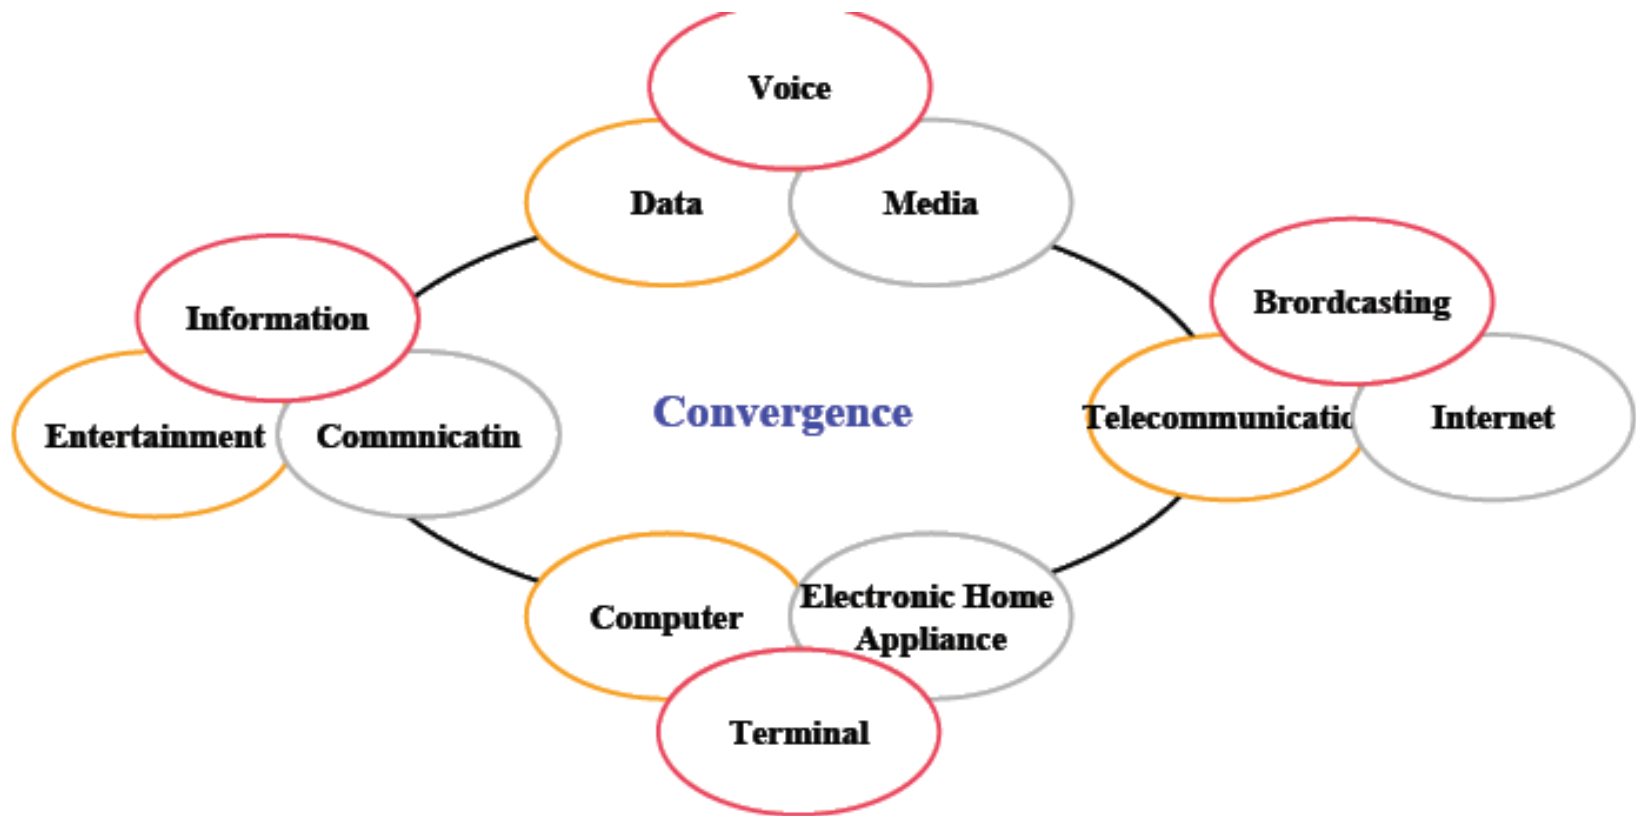 Voice
Data
Media
Information
Brordcasting
Entertainment
Commnicatin
Convergence
Telecommunicatio
Internet
Computer
Electronic Home
Appliance
Terminal